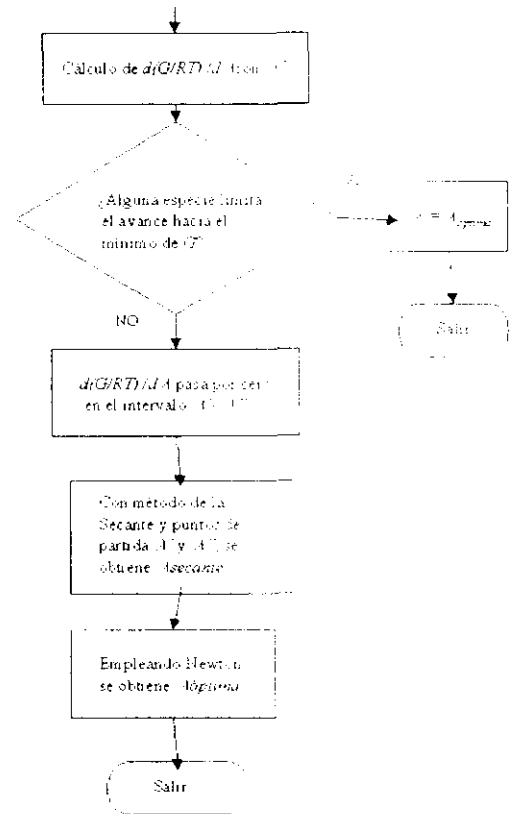 Cálculo de d(G/RT)/d
¿Alguna especie limita
el avance hacia el
mínimo de G?
NO
Salir
d(G/RT)/d A pasa por cero
en el intervalo
Con método de la
Secante y puntos de
partida y se
obtiene Asecante
Empleando Newton
se obtiene Aóptima
Salir